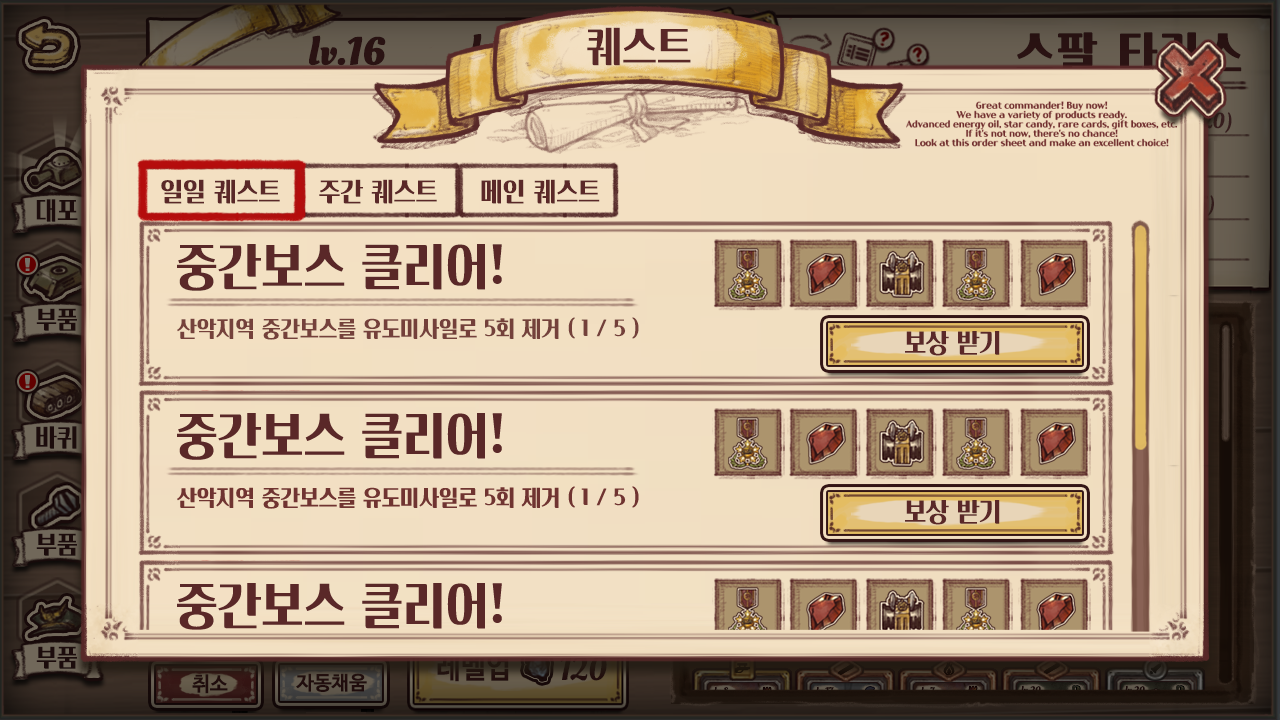 lv.16
퀘스트
스팔
Great commander! Buy now!
We have a variety of products ready.
Advanced energy oil, star candy, rare cards, gift boxes, etc.
If it's not now, there's no chance!
Look at this order sheet and make an excellent choice!
일일 퀘스트
주간 퀘스트
메인 퀘스트
대포
부품
바퀴
부품
부품
중간보스 클리어!
산악지역 중간보스를 유도미사일로 5회 제거 ( 1 / 5 )
보상 받기
중간보스 클리어!
산악지역 중간보스를 유도미사일로 5회 제거 ( 1 / 5 )
보상 받기
중간보스 클리어!
취소
자동채움
레벨업 120